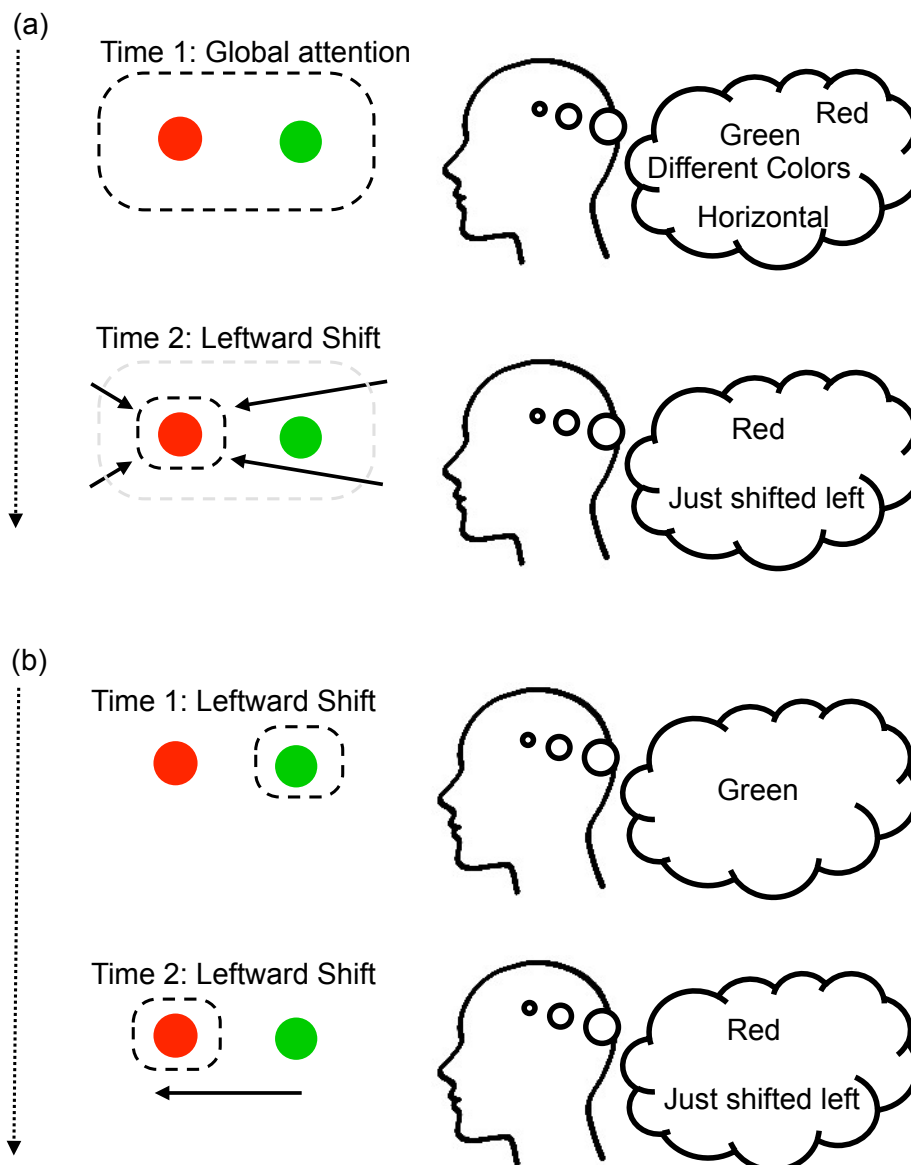 (a)
Time 1: Global attention
Red
Green
Different Colors
Horizontal
Time 2: Leftward Shift
Red
Just shifted left
(b)
Time 1: Leftward Shift
Green
Time 2: Leftward Shift
Red
Just shifted left